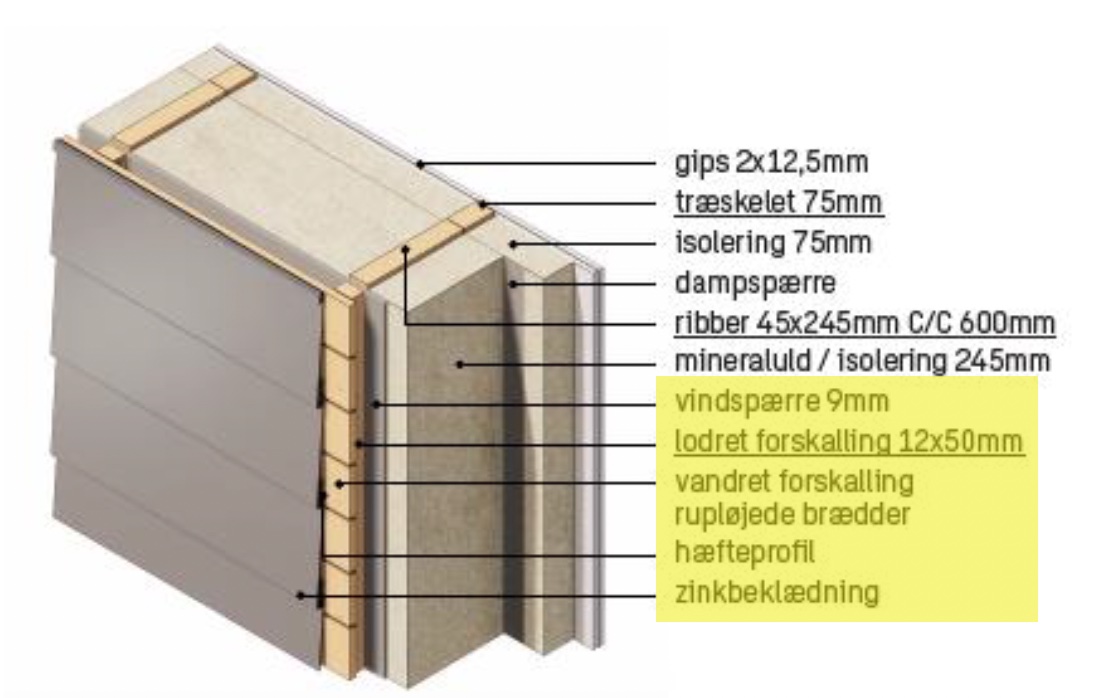 gips 2x12,5mm
træskelet 75mm
isolering 75mm
dampspærre
ribber 45x245mm C/C 600mm
mineraluld / isolering 245mm
vindspærre 9mm
lodret forskalling 12x50mm
vandret forskalling
rupløjede brædder
hæfteprofil
zinkbeklædning